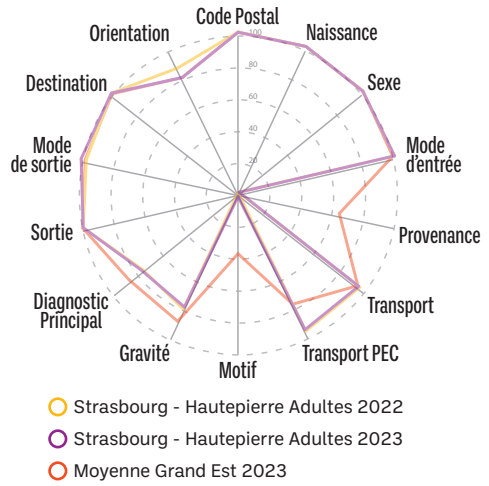 Code Postal
Naissance
Sexe
Mode
d'entrée
Provenance
Transport
Transport PEC
Motif
Gravité
Diagnostic
Principal
Sortie
Mode
de sortie
Destination
Orientation
100
80
60
40
20
Strasbourg - Hautepierre Adultes 2022
Strasbourg - Hautepierre Adultes 2023
Moyenne Grand Est 2023